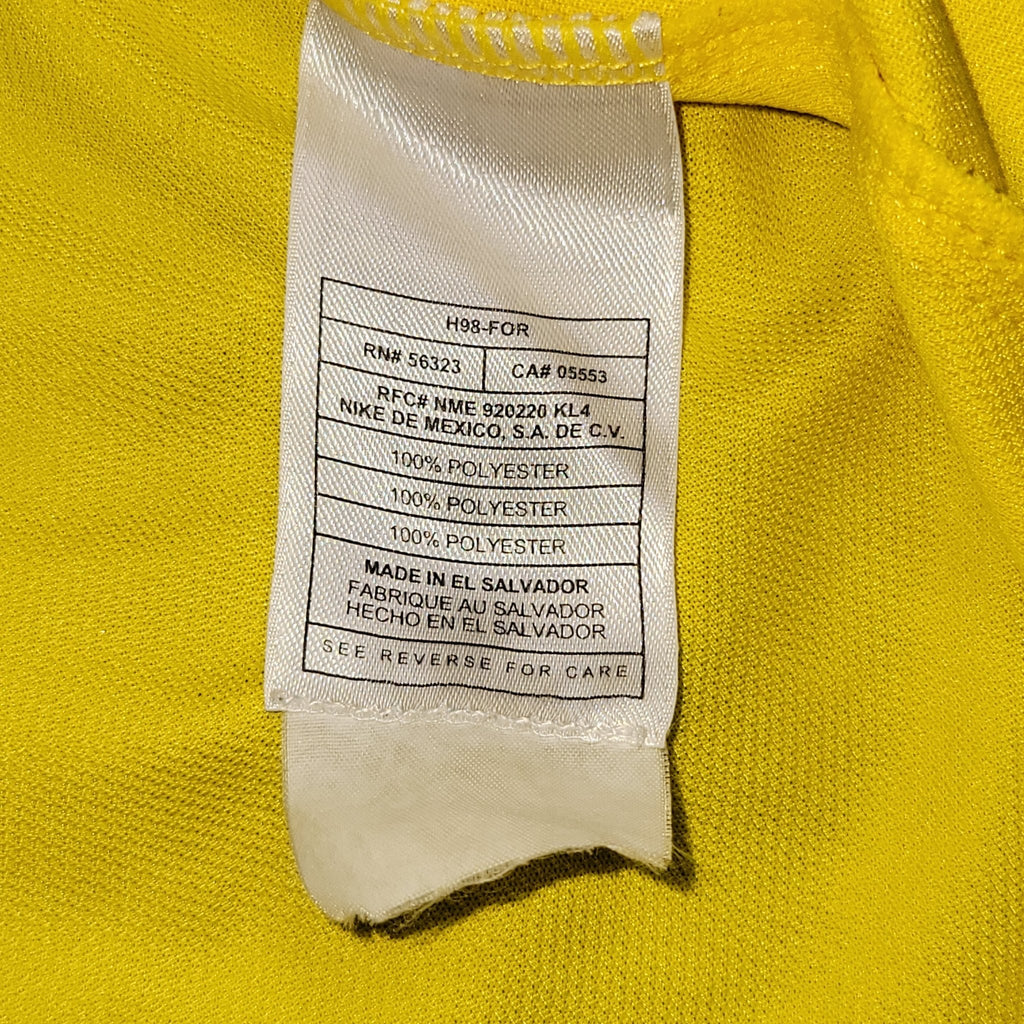 H98-FOR
RN# 56323 CA# 05553
RFC# NME 920220 KL4
NIKE DE MEXICO, S.A. DE C.V.
100% POLYESTER
100% POLYESTER
100% POLYESTER
MADE IN EL SALVADOR
FABRIQUE AU SALVADOR
HECHO EN EL SALVADOR
SEE REVERSE FOR CARE